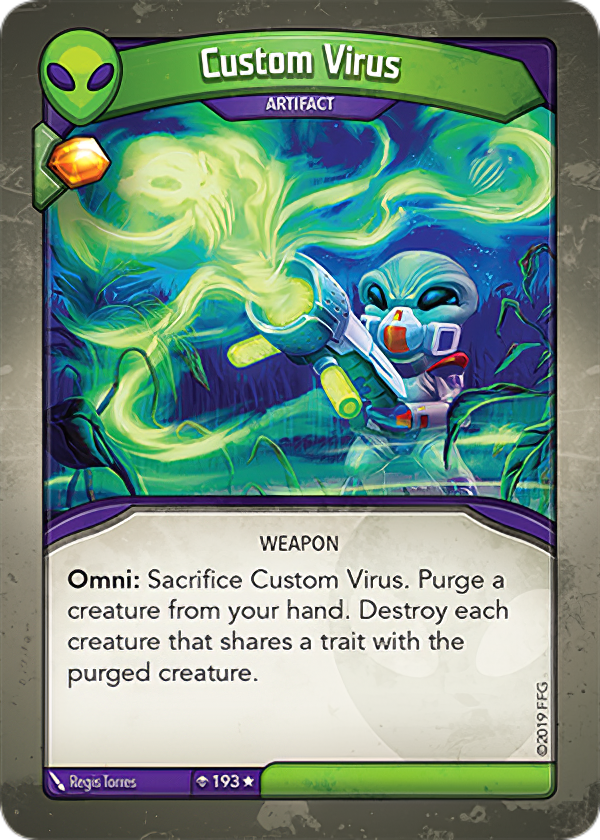 Custom Virus
ARTIFACT
WEAPON
Omni: Sacrifice Custom Virus. Purge a
creature from your hand. Destroy each
creature that shares a trait with the
purged creature.
©2019 FFG
Regis Torres
193